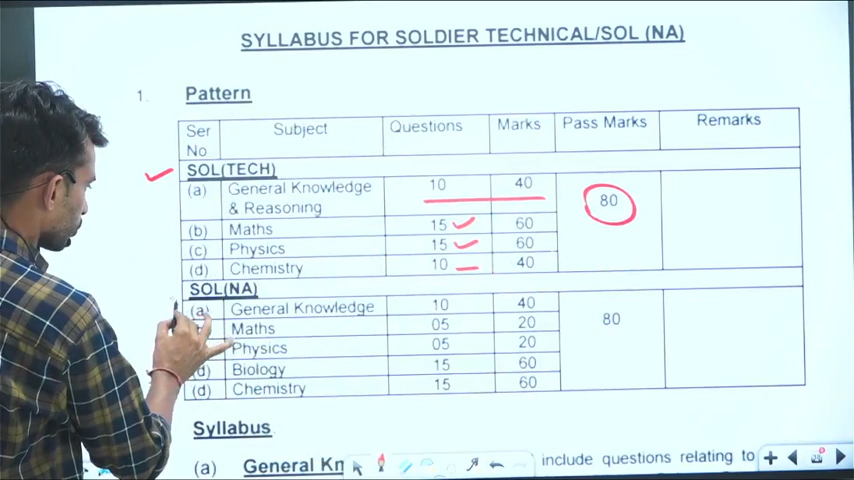 SYLLABUS FOR SOLDIER TECHNICAL/SOL (NA)
1. Pattern
Ser No Subject Questions Marks Pass Marks Remarks
SOL(TECH)
(a) General Knowledge & Reasoning 10 40 80
(b) Maths 15 60
(c) Physics 15 60
(d) Chemistry 10 40
SOL(NA)
(a) General Knowledge 10 40 80
Maths 05 20
Physics 05 20
(d) Biology 15 60
(d) Chemistry 15 60
Syllabus
(a) General Kn include questions relating to